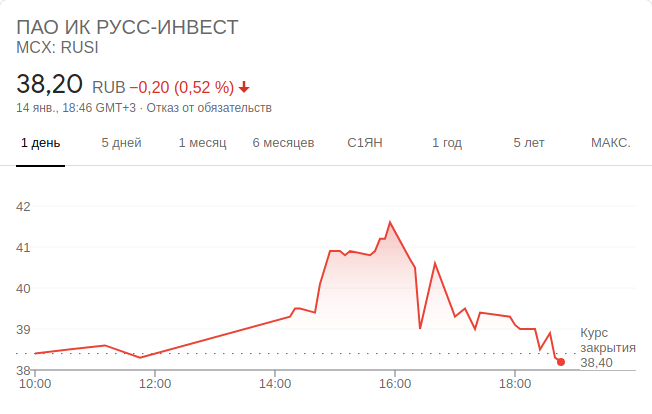 ПАО ИК РУСС-ИНВЕСТ
MCX: RUSI
38,20 RUB −0,20 (0,52 %)
14 янв., 18:46 GMT+3 · Отказ от обязательств
1 день 5 дней 1 месяц 6 месяцев С1ЯН 1 год 5 лет МАКС.
42
41
40
39
38
Курс
закрытия
38,40
10:00 12:00 14:00 16:00 18:00